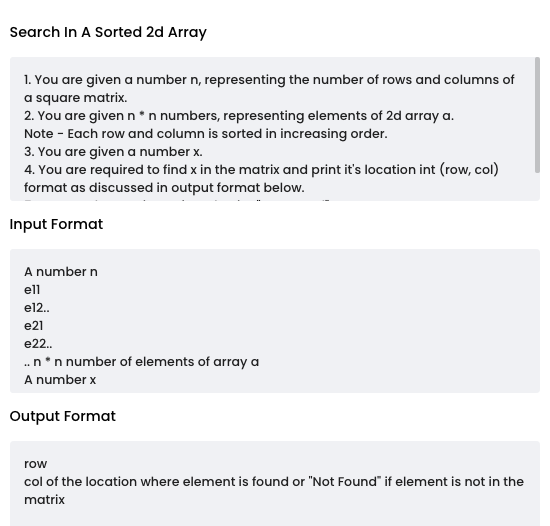 Search In A Sorted 2d Array
1. You are given a number n, representing the number of rows and columns of
a square matrix.
2. You are given n * n numbers, representing elements of 2d array a.
Note - Each row and column is sorted in increasing order.
3. You are given a number x.
4. You are required to find x in the matrix and print it's location int (row, col)
format as discussed in output format below.
Input Format
A number n
e11
e12..
e21
e22..
.. n * n number of elements of array a
A number x
Output Format
row
col of the location where element is found or "Not Found" if element is not in the
matrix